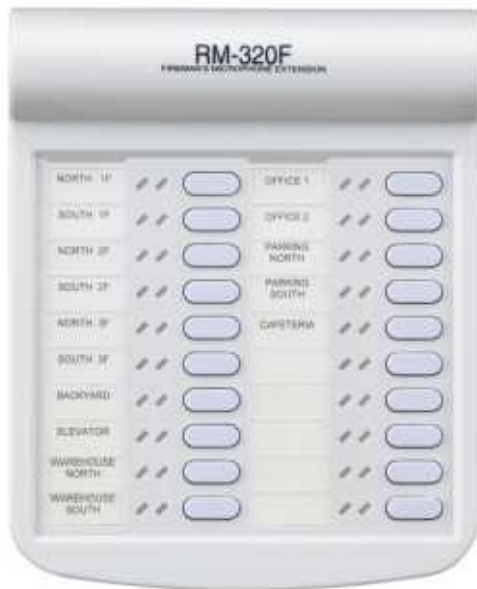 RM-320F
FIREMAN'S MICROPHONE EXTENSION
NORTH 1F
SOUTH 1F
NORTH 2F
SOUTH 2F
NORTH 3F
SOUTH 3F
BACKYARD
ELEVATOR
WAREHOUSE
NORTH
WAREHOUSE
SOUTH
OFFICE 1
OFFICE 2
PARKING
NORTH
PARKING
SOUTH
CAFETERIA